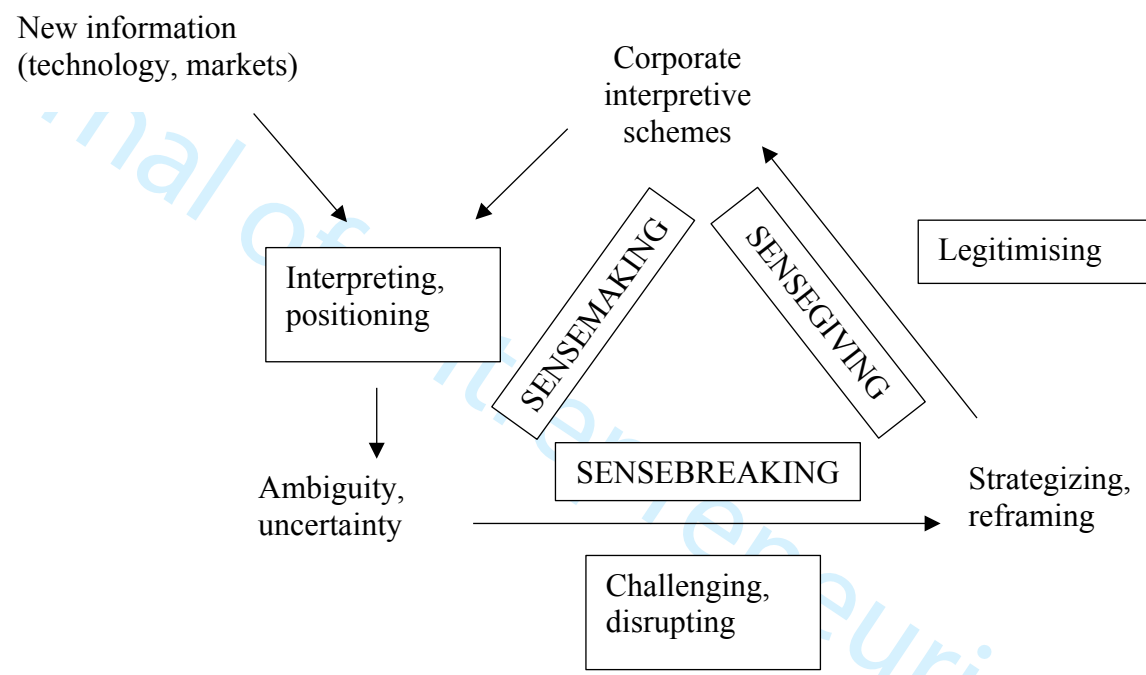 New information
(technology, markets)
Corporate
interpretive
schemes
Interpreting,
positioning
SENSEMAKING
SENSEGIVING
Legitimising
SENSEBREAKING
Ambiguity,
uncertainty
Strategizing,
reframing
Challenging,
disrupting